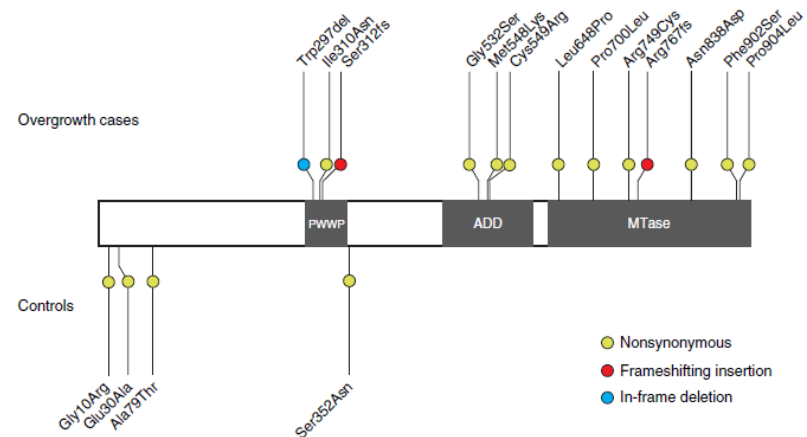 Trp297del
Ile310Asn
Ser312fs
Gly532Ser
Met548Lys
Cys549Arg
Leu648Pro
Pro700Leu
Arg749Cys
Arg767fs
Asn838Asp
Phe902Ser
Pro904Leu
Overgrowth cases
PWWP
ADD
MTase
Controls
Gly10Arg
Glu30Ala
Ala79Thr
Ser352Asn
Nonsynonymous
Frameshifting insertion
In-frame deletion